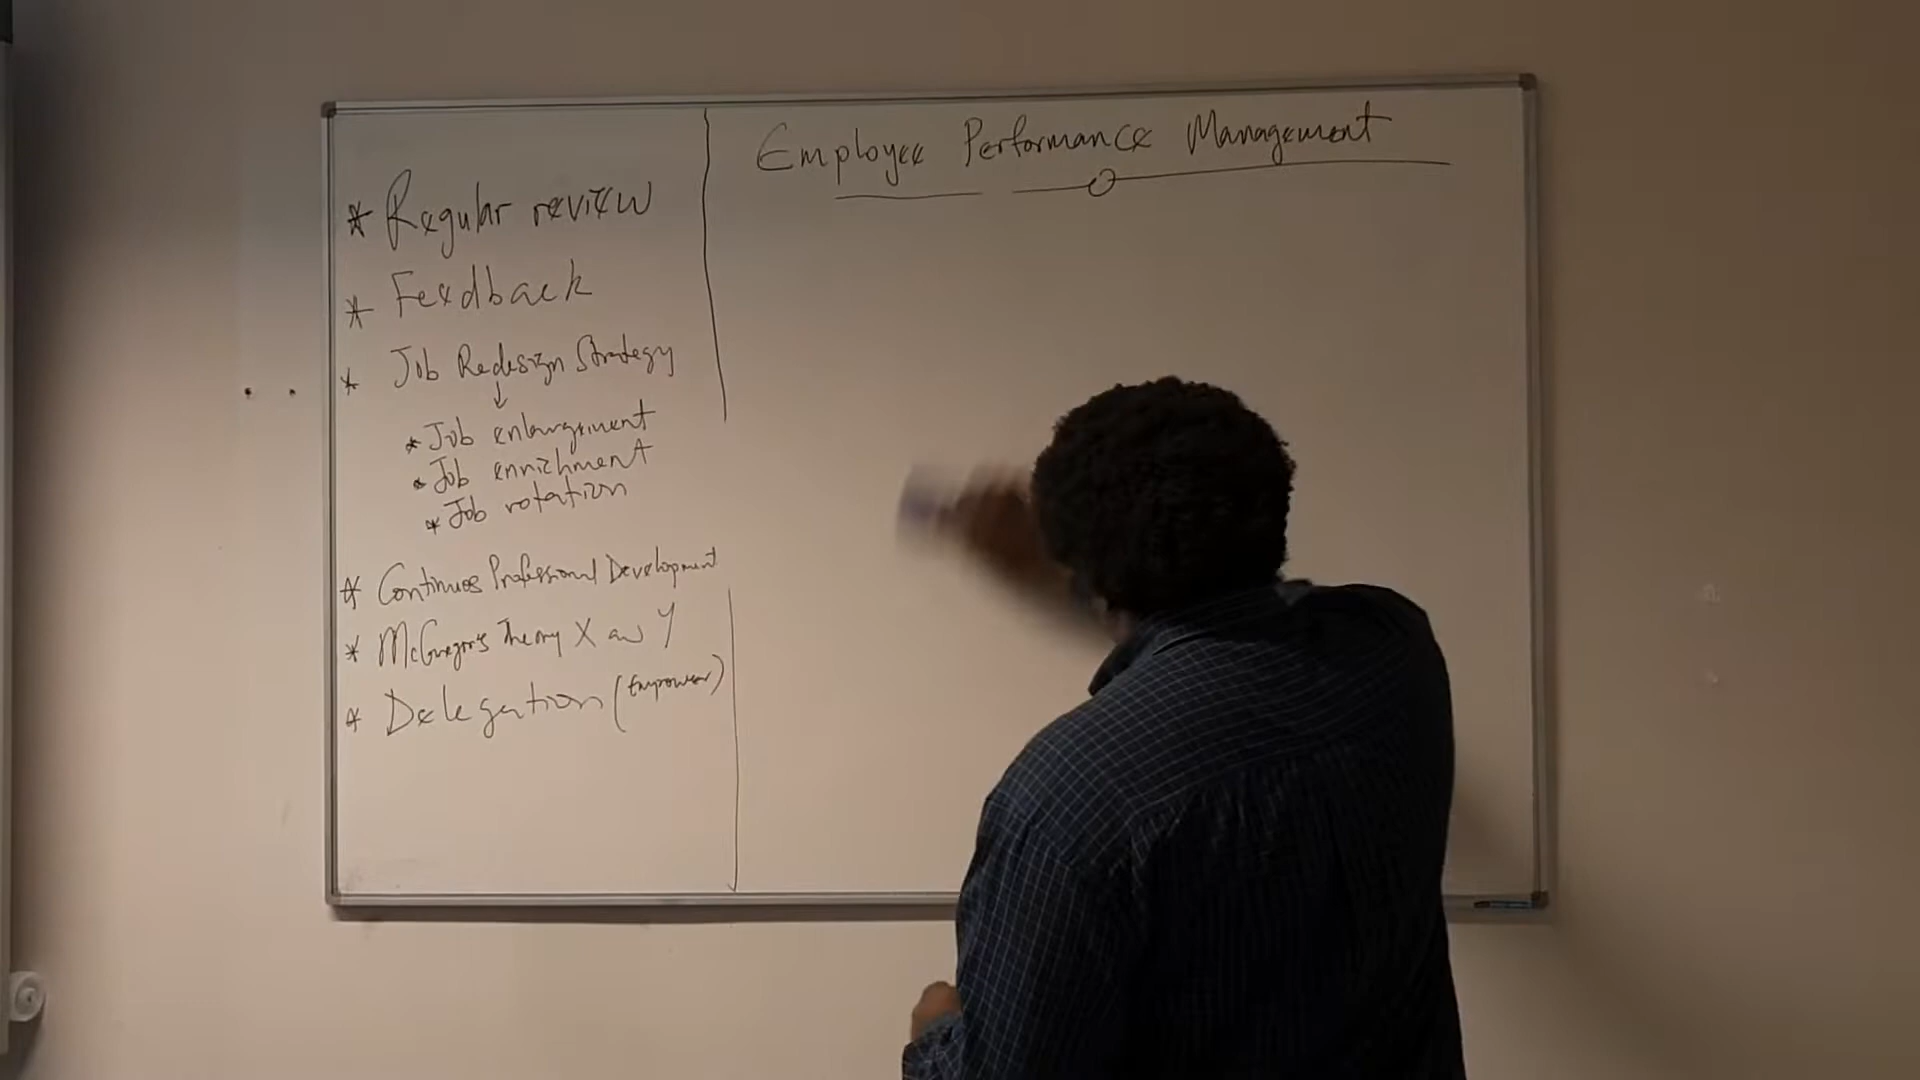 Employee Performance Management
* Regular review
* Feedback
* Job Redesign Strategy
* Job enlargement
* Job enrichment
* Job rotation
* Continues Professional Development
* McGregor's Theory X and Y
* Delegation (Empower)